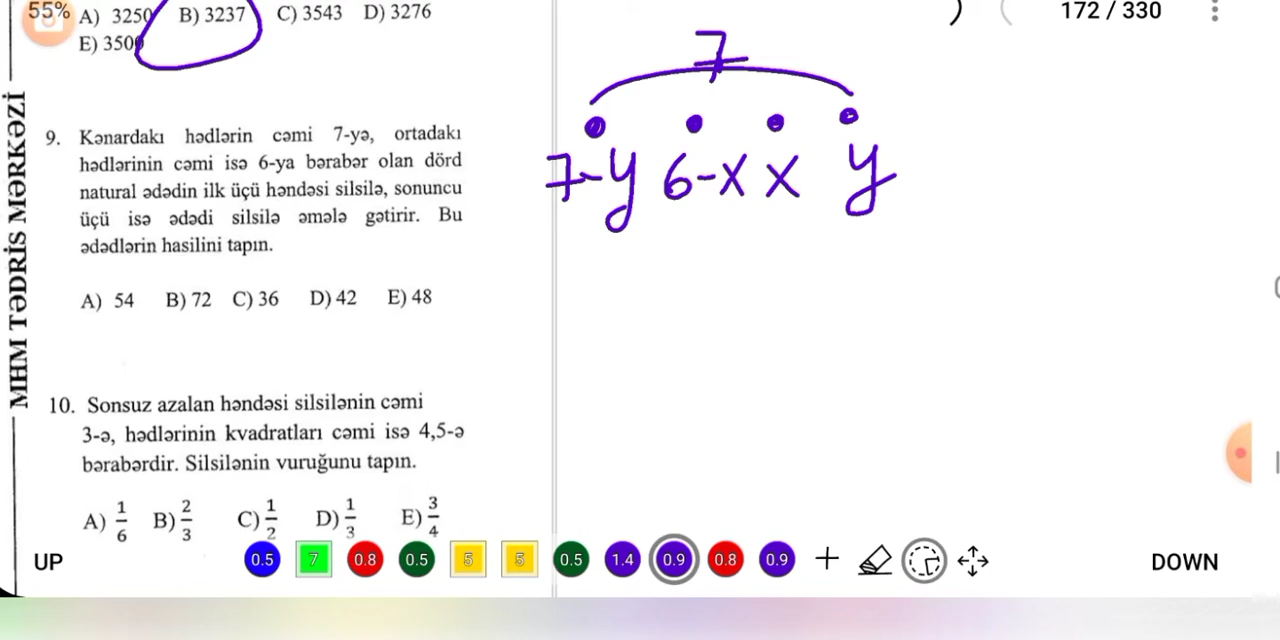 55% A) 3250 B) 3237 C) 3543 D) 3276
E) 3500
172 / 330
MHM TƏDRİS MƏRKƏZİ
9. Kənardakı hədlərin cəmi 7-yə, ortadakı
hədlərinin cəmi isə 6-ya bərabər olan dörd
natural ədədin ilk üçü həndəsi silsilə, sonuncu
üçü isə ədədi silsilə əmələ gətirir. Bu
ədədlərin hasilini tapın.
A) 54 B) 72 C) 36 D) 42 E) 48
7
7-y 6-x x y
10. Sonsuz azalan həndəsi silsilənin cəmi
3-ə, hədlərinin kvadratları cəmi isə 4,5-ə
bərabərdir. Silsilənin vuruğunu tapın.
A) 1/6 B) 2/3 C) 1/2 D) 1/3 E) 3/4
UP 0.5 7 0.8 0.5 5 5 0.5 1.4 0.9 0.8 0.9 + DOWN